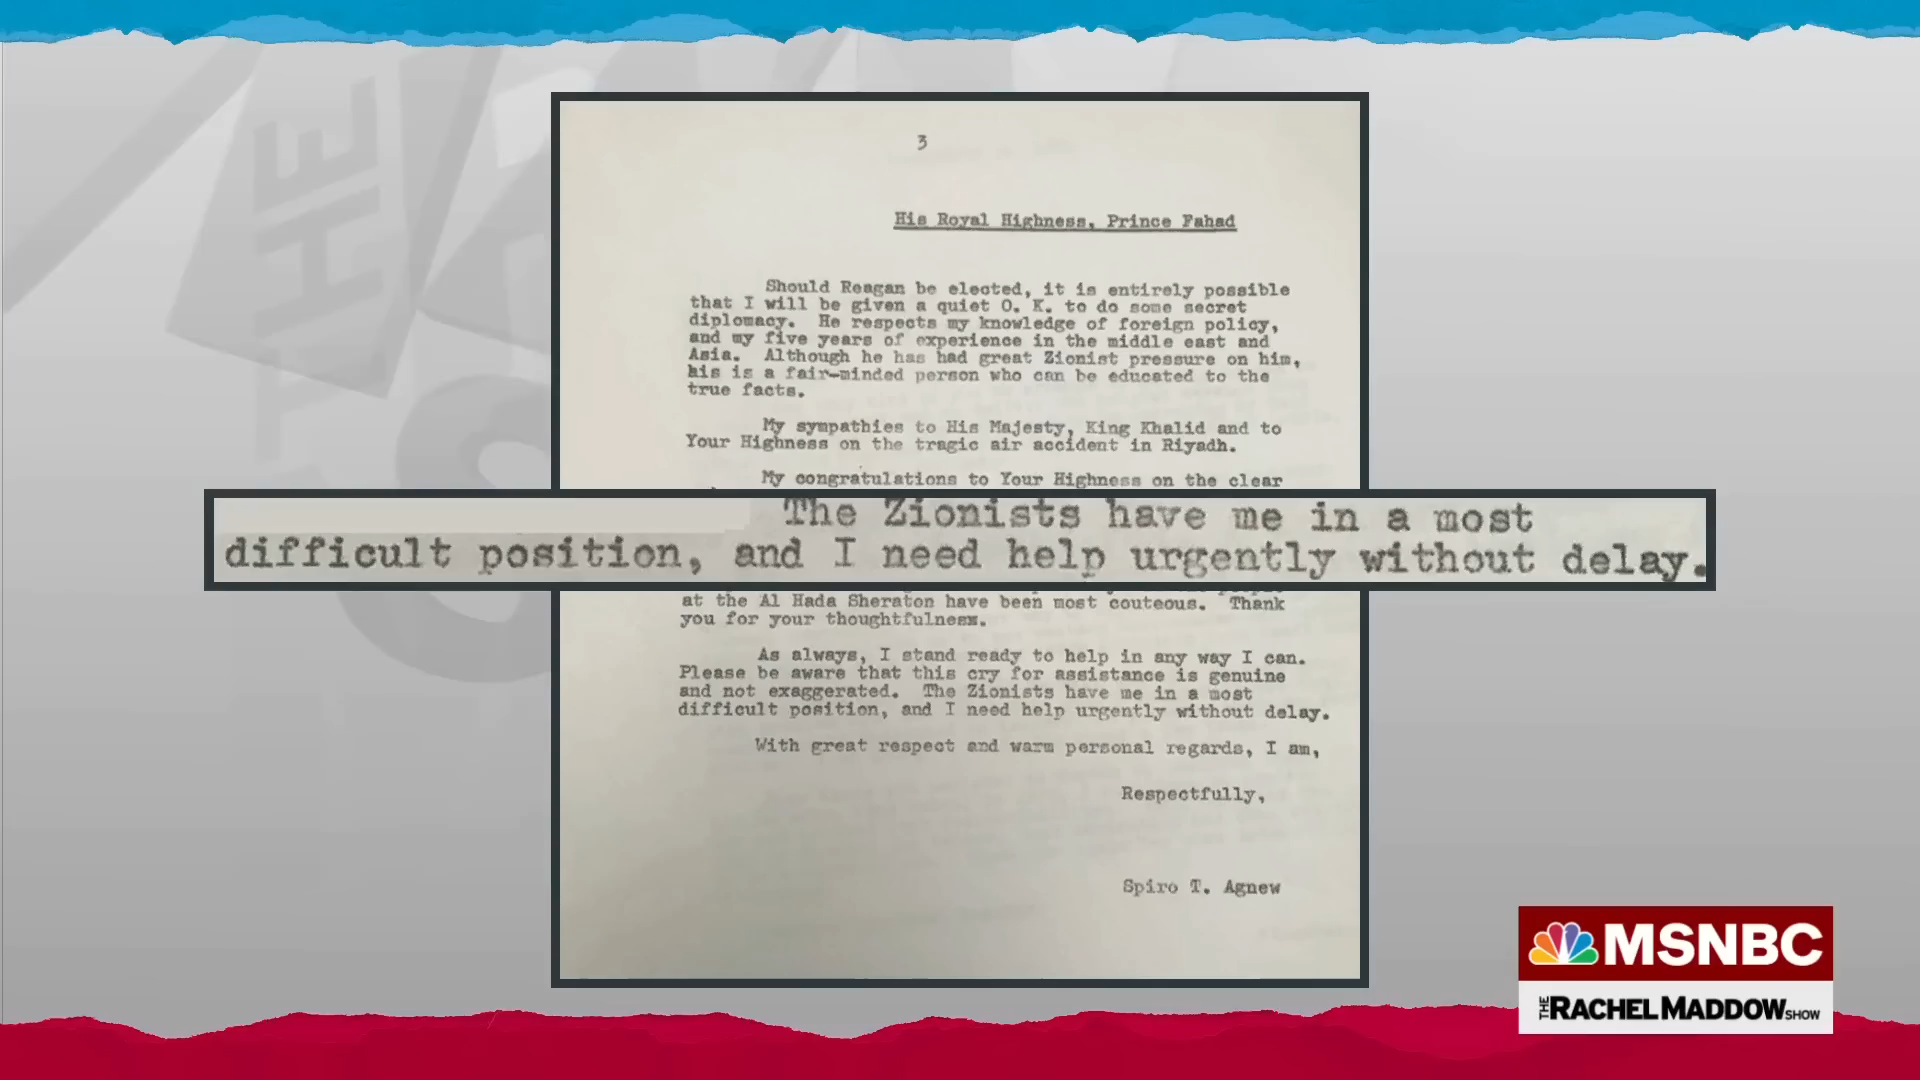 3
His Royal Highness, Prince Fahad
Should Reagan be elected, it is entirely possible
that I will be given a quiet O. K. to do some secret
diplomacy. He respects my knowledge of foreign policy,
and my five years of experience in the middle east and
Asia. Although he has had great Zionist pressure on him,
his is a fair-minded person who can be educated to the
true facts.
My sympathies to His Majesty, King Khalid and to
Your Highness on the tragic air accident in Riyadh.
My congratulations to Your Highness on the clear
The Zionists have me in a most
difficult position, and I need help urgently without delay.
at the Al Hada Sheraton have been most couteous. Thank
you for your thoughtfulness.
As always, I stand ready to help in any way I can.
Please be aware that this cry for assistance is genuine
and not exaggerated. The Zionists have me in a most
difficult position, and I need help urgently without delay.
With great respect and warm personal regards, I am,
Respectfully,
Spiro T. Agnew
MSNBC
THE RACHEL MADDOW SHOW